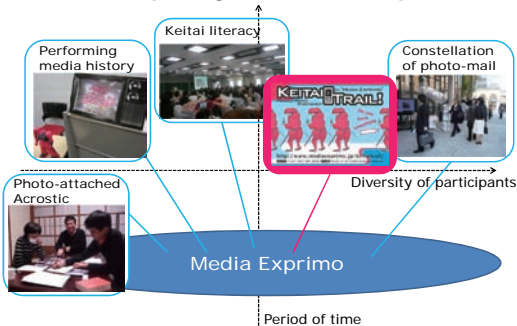 Keitai literacy
Performing
media history
Constellation
of photo-mail
KEITAI TRAIL!
Diversity of participants
Photo-attached
Acrostic
Media Exprimo
Period of time